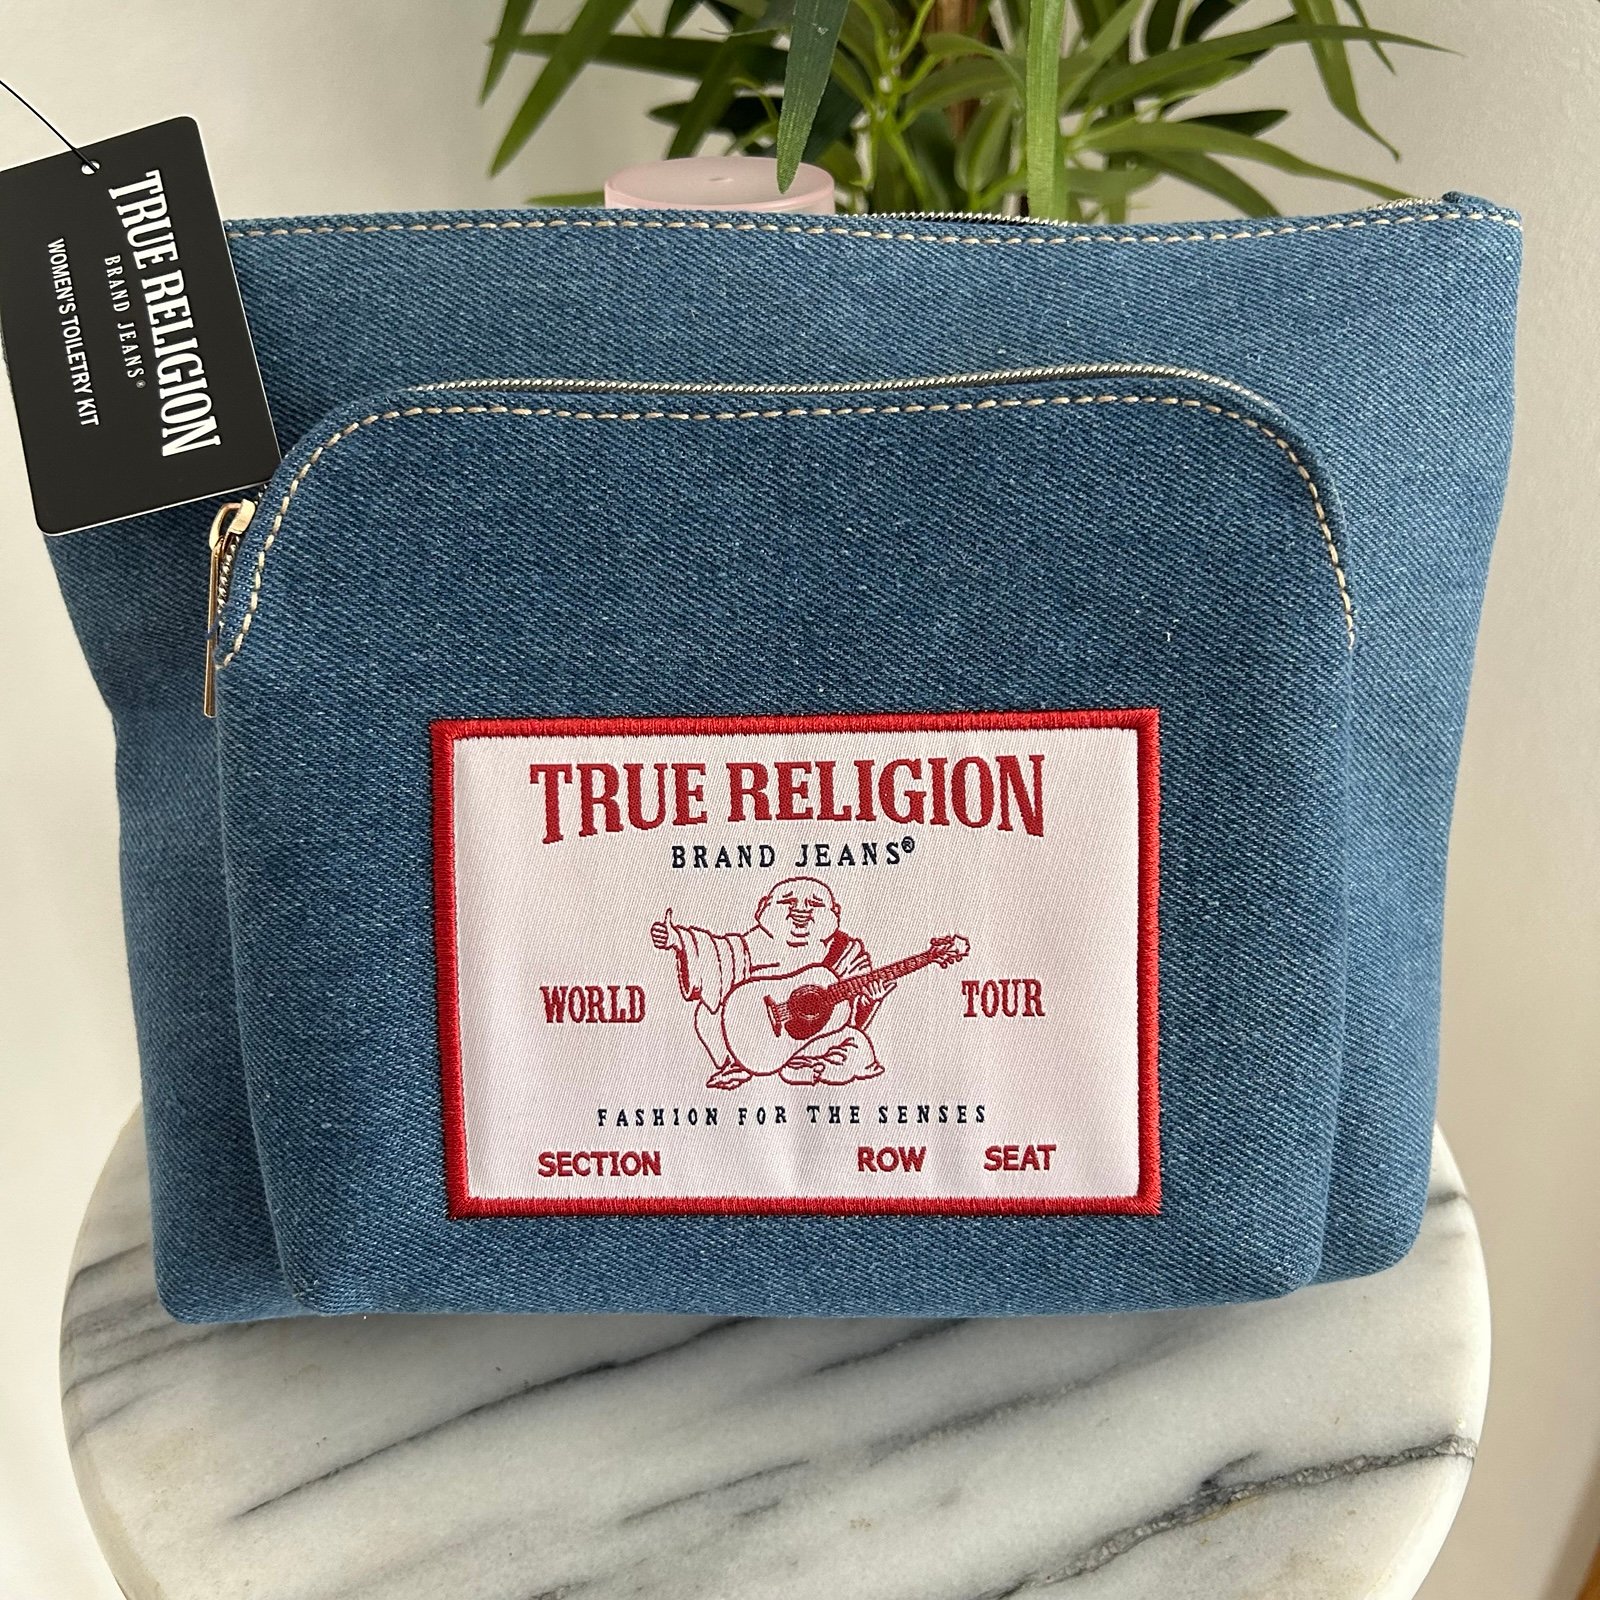 TRUE RELIGION
BRAND JEANS®
WOMEN'S TOILETRY KIT
TRUE RELIGION
BRAND JEANS®
WORLD TOUR
FASHION FOR THE SENSES
SECTION ROW SEAT